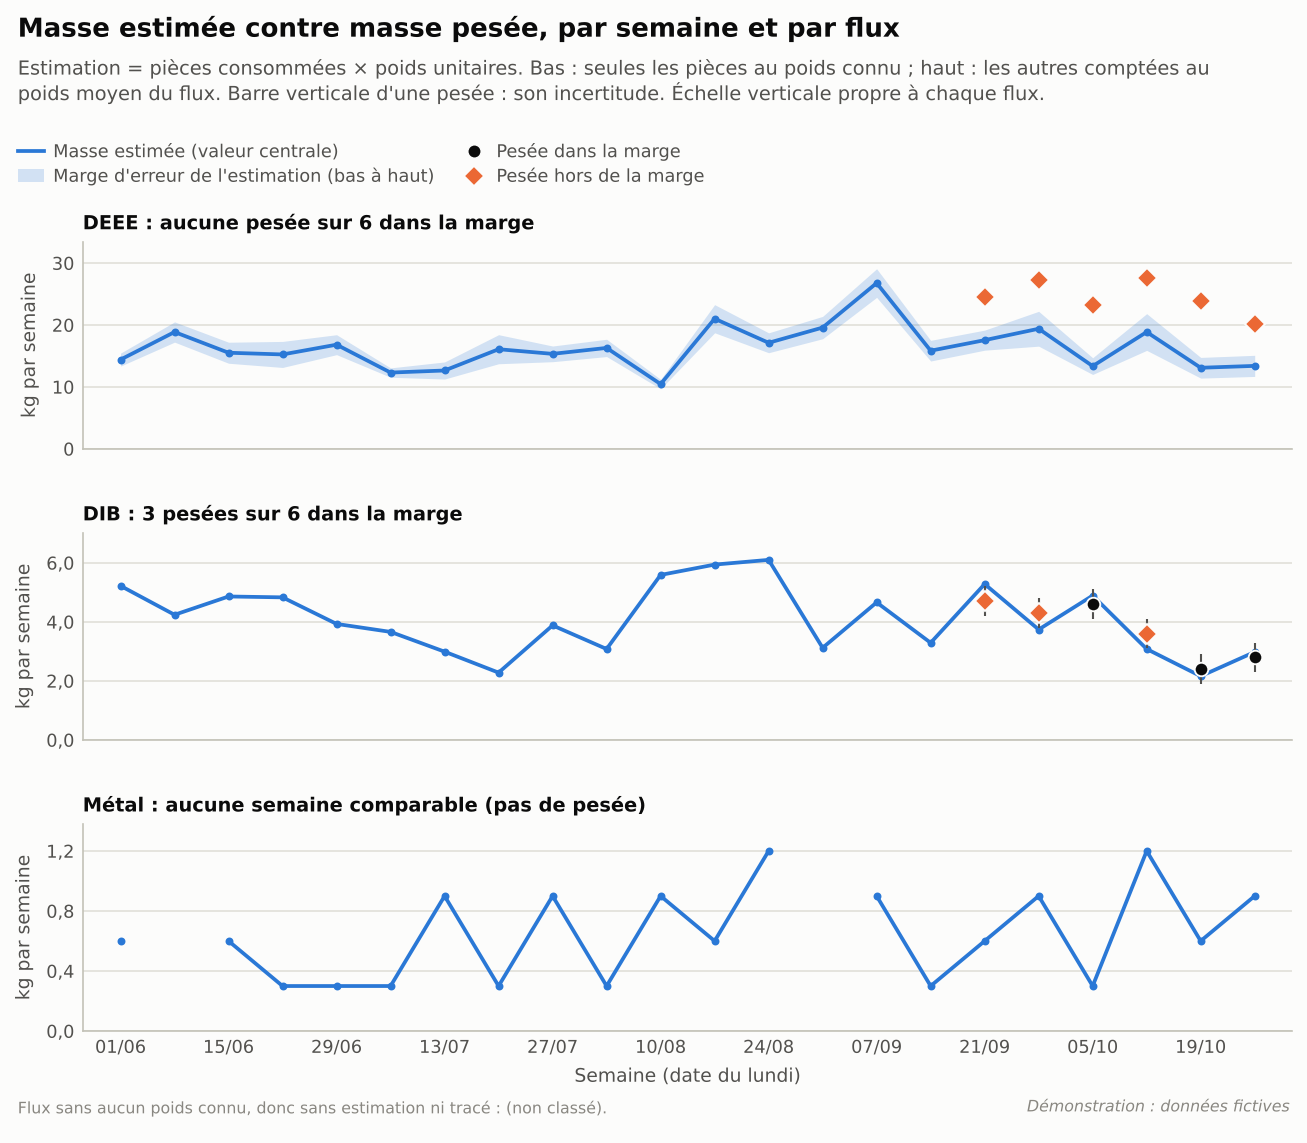 Masse estimée contre masse pesée, par semaine et par flux
Estimation = pièces consommées × poids unitaires. Bas : seules les pièces au poids connu ; haut : les autres comptées au
poids moyen du flux. Barre verticale d'une pesée : son incertitude. Échelle verticale propre à chaque flux.
Masse estimée (valeur centrale)
Marge d'erreur de l'estimation (bas à haut)
Pesée dans la marge
Pesée hors de la marge
DEEE : aucune pesée sur 6 dans la marge
kg par semaine
30
20
10
0
DIB : 3 pesées sur 6 dans la marge
kg par semaine
6,0
4,0
2,0
0,0
Métal : aucune semaine comparable (pas de pesée)
kg par semaine
1,2
0,8
0,4
0,0
01/06 15/06 29/06 13/07 27/07 10/08 24/08 07/09 21/09 05/10 19/10
Semaine (date du lundi)
Flux sans aucun poids connu, donc sans estimation ni tracé : (non classé).
Démonstration : données fictives